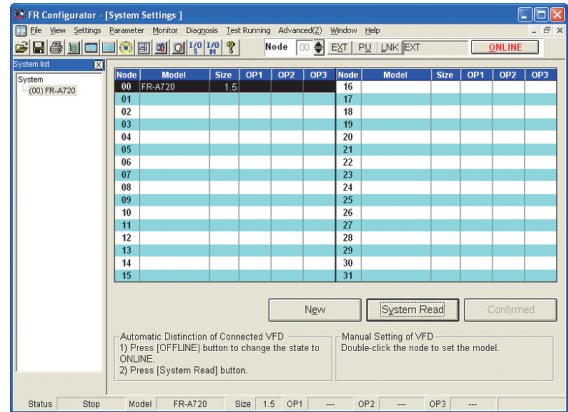 FR Configurator - [System Settings ]
File View Settings Parameter Monitor Diagnosis Test Running Advanced(Z) Window Help
I/O S I/O M ? Node 00 EXT PU LNK EXT ONLINE
System list X
System
(00) FR-A720
Node Model Size OP1 OP2 OP3 Node Model Size OP1 OP2 OP3
00 FR-A720 1.5 16
01 17
02 18
03 19
04 20
05 21
06 22
07 23
08 24
09 25
10 26
11 27
12 28
13 29
14 30
15 31
New System Read Confirmed
Automatic Distinction of Connected VFD
1) Press [OFFLINE] button to change the state to
ONLINE.
2) Press [System Read] button.
Manual Setting of VFD
Double-click the node to set the model.
Status Stop Model FR-A720 Size 1.5 OP1 --- OP2 --- OP3 ---